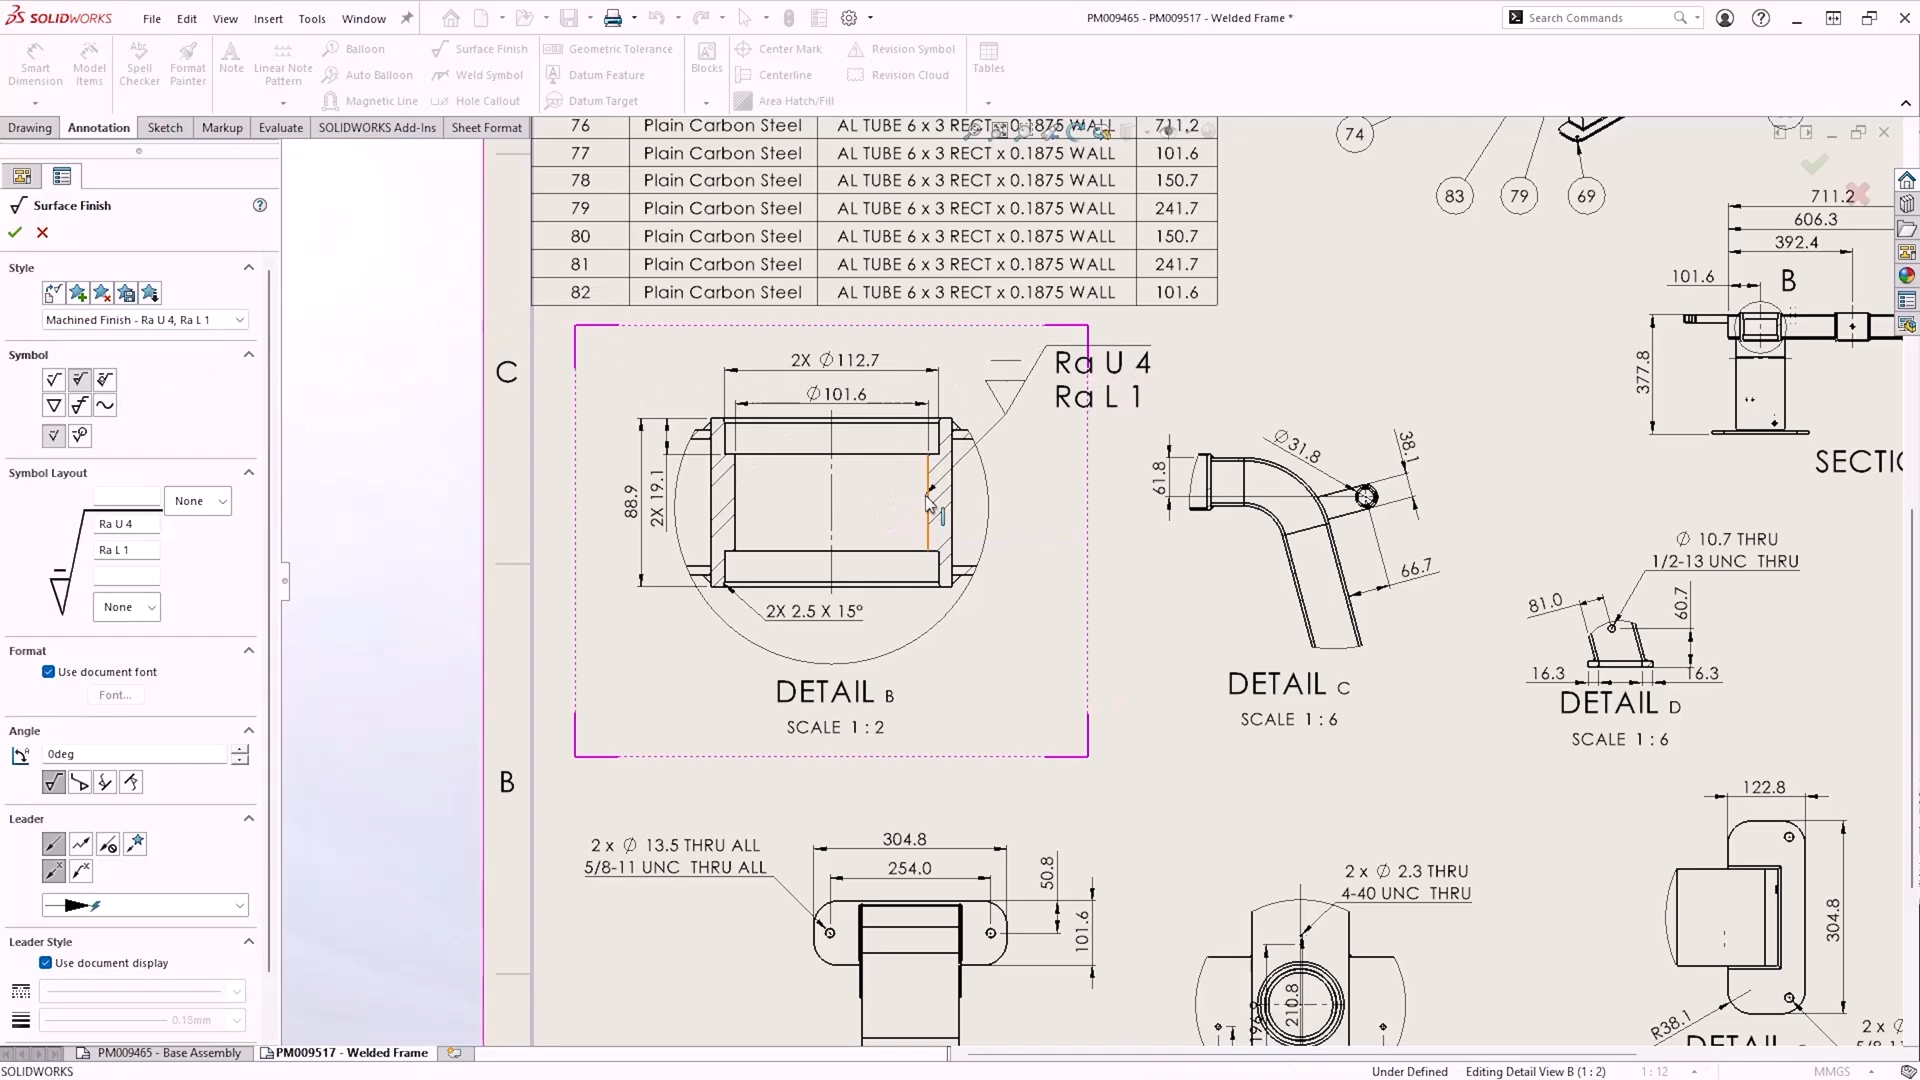 SOLIDWORKS
File Edit View Insert Tools Window
PM009465 - PM009517 - Welded Frame *
Search Commands
Smart Dimension
Model Items
Spell Checker
Format Painter
Note
Linear Note Pattern
Balloon
Auto Balloon
Magnetic Line
Surface Finish
Weld Symbol
Hole Callout
Geometric Tolerance
Datum Feature
Datum Target
Blocks
Center Mark
Centerline
Area Hatch/Fill
Revision Symbol
Revision Cloud
Tables
Drawing Annotation Sketch Markup Evaluate SOLIDWORKS Add-Ins Sheet Format
Surface Finish
Style
Machined Finish - Ra U 4, Ra L 1
Symbol
Symbol Layout
None
Ra U 4
Ra L 1
None
Format
Use document font
Font...
Angle
0deg
Leader
Leader Style
Use document display
0.18mm
76 Plain Carbon Steel AL TUBE 6 x 3 RECT x 0.1875 WALL 711.2
77 Plain Carbon Steel AL TUBE 6 x 3 RECT x 0.1875 WALL 101.6
78 Plain Carbon Steel AL TUBE 6 x 3 RECT x 0.1875 WALL 150.7
79 Plain Carbon Steel AL TUBE 6 x 3 RECT x 0.1875 WALL 241.7
80 Plain Carbon Steel AL TUBE 6 x 3 RECT x 0.1875 WALL 150.7
81 Plain Carbon Steel AL TUBE 6 x 3 RECT x 0.1875 WALL 241.7
82 Plain Carbon Steel AL TUBE 6 x 3 RECT x 0.1875 WALL 101.6
C
B
2X ∅112.7
∅101.6
Ra U 4
Ra L 1
88.9
2X 19.1
2X 2.5 X 15°
DETAIL B
SCALE 1 : 2
74
83
79
69
711.2
606.3
392.4
101.6
B
377.8
SECTIO
61.8
∅31.8
38.1
66.7
DETAIL C
SCALE 1 : 6
∅ 10.7 THRU
1/2-13 UNC THRU
81.0
60.7
16.3
16.3
DETAIL D
SCALE 1 : 6
2 x ∅ 13.5 THRU ALL
5/8-11 UNC THRU ALL
304.8
254.0
50.8
101.6
2 x ∅ 2.3 THRU
4-40 UNC THRU
210.8
122.8
304.8
R38.1
2 x ∅
DETAIL
PM009465 - Base Assembly
PM009517 - Welded Frame
SOLIDWORKS
Under Defined
Editing Detail View B (1 : 2)
1 : 12
MMGS